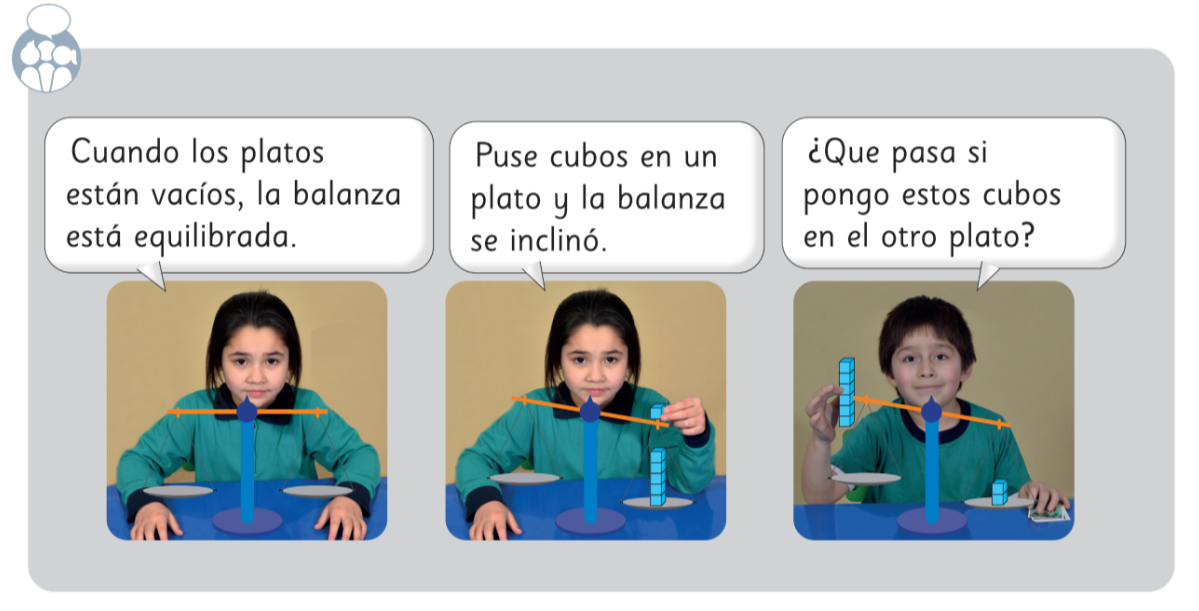 Cuando los platos
están vacíos, la balanza
está equilibrada.
Puse cubos en un
plato y la balanza
se inclinó.
¿Que pasa si
pongo estos cubos
en el otro plato?